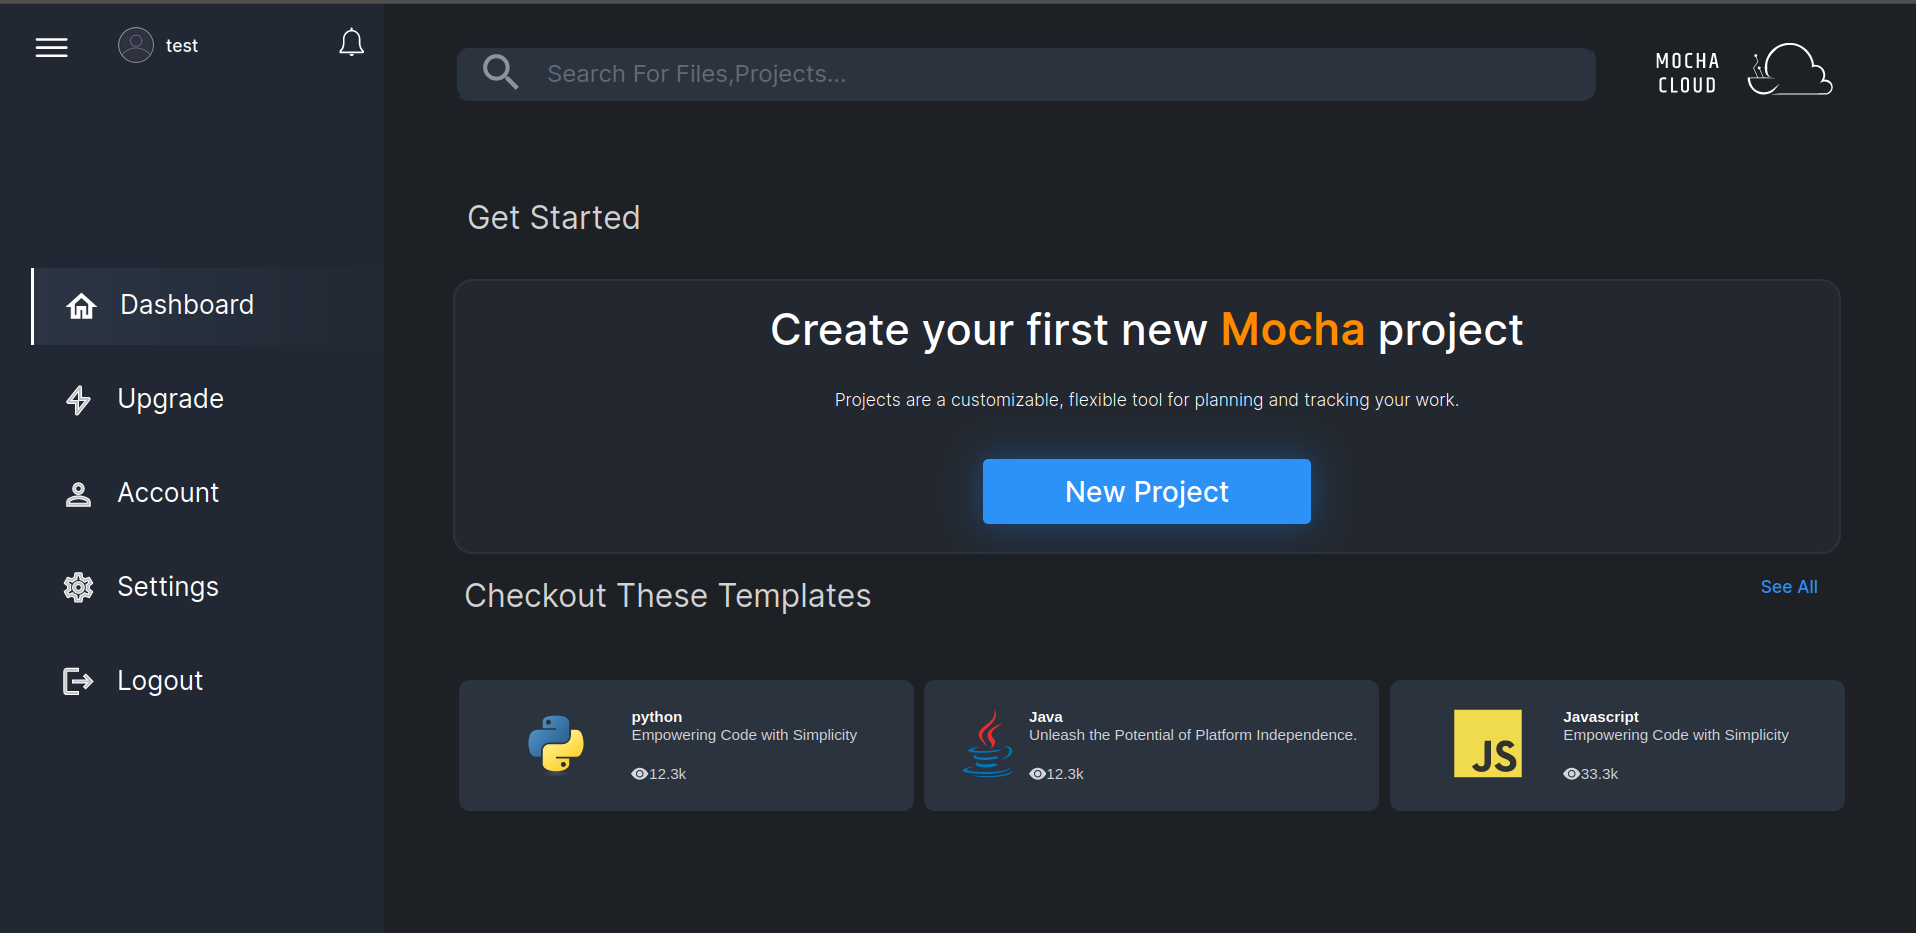 test
Search For Files,Projects...
MOCHA
CLOUD
Get Started
Dashboard
Upgrade
Account
Settings
Logout
Create your first new Mocha project
Projects are a customizable, flexible tool for planning and tracking your work.
New Project
Checkout These Templates
See All
python
Empowering Code with Simplicity
12.3k
Java
Unleash the Potential of Platform Independence.
12.3k
JS
Javascript
Empowering Code with Simplicity
33.3k